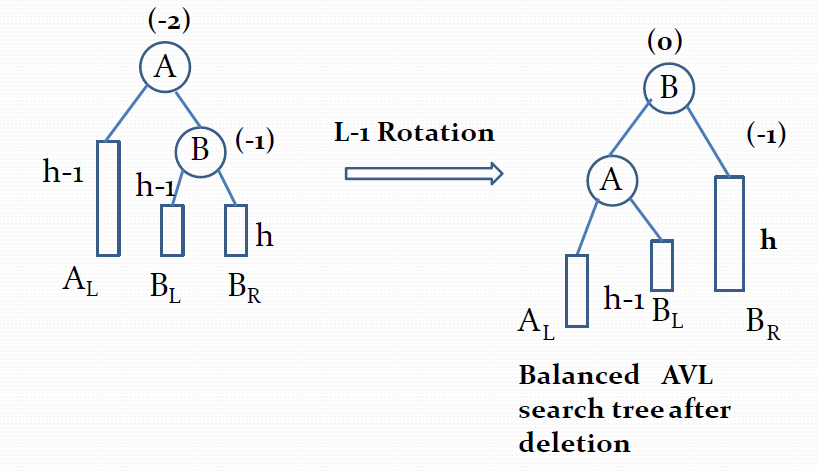 (-2)
A
B
(-1)
h-1
h-1
h
A_L
B_L
B_R
L-1 Rotation
(0)
B
(-1)
A
h
h-1
A_L
B_L
B_R
Balanced AVL
search tree after
deletion